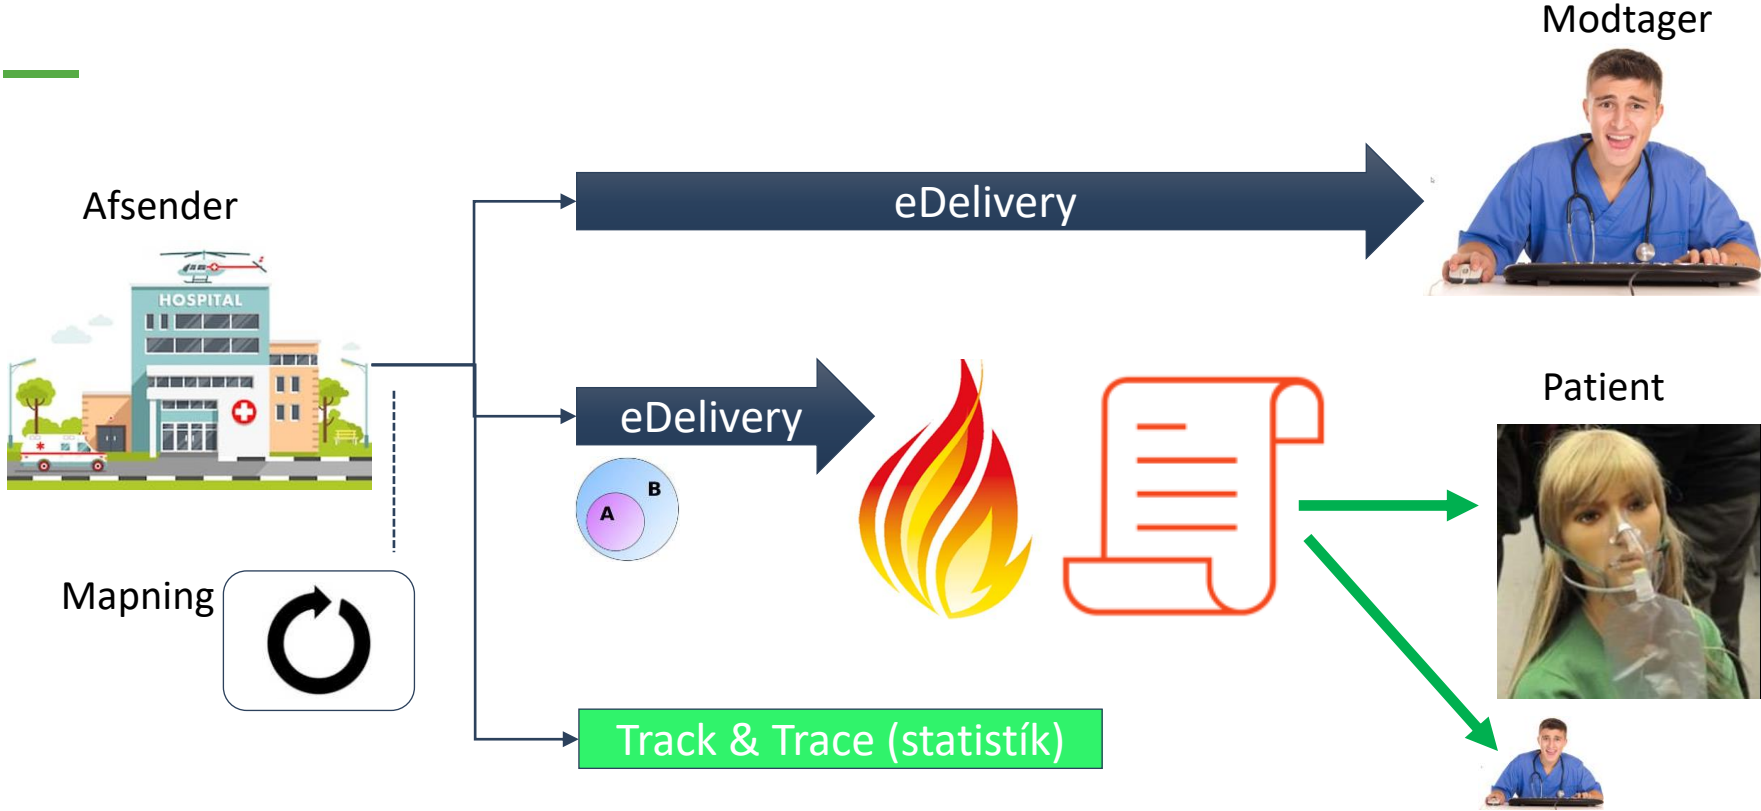 Modtager
Afsender
eDelivery
HOSPITAL
Patient
eDelivery
B
A
Mapning
Track & Trace (statistík)